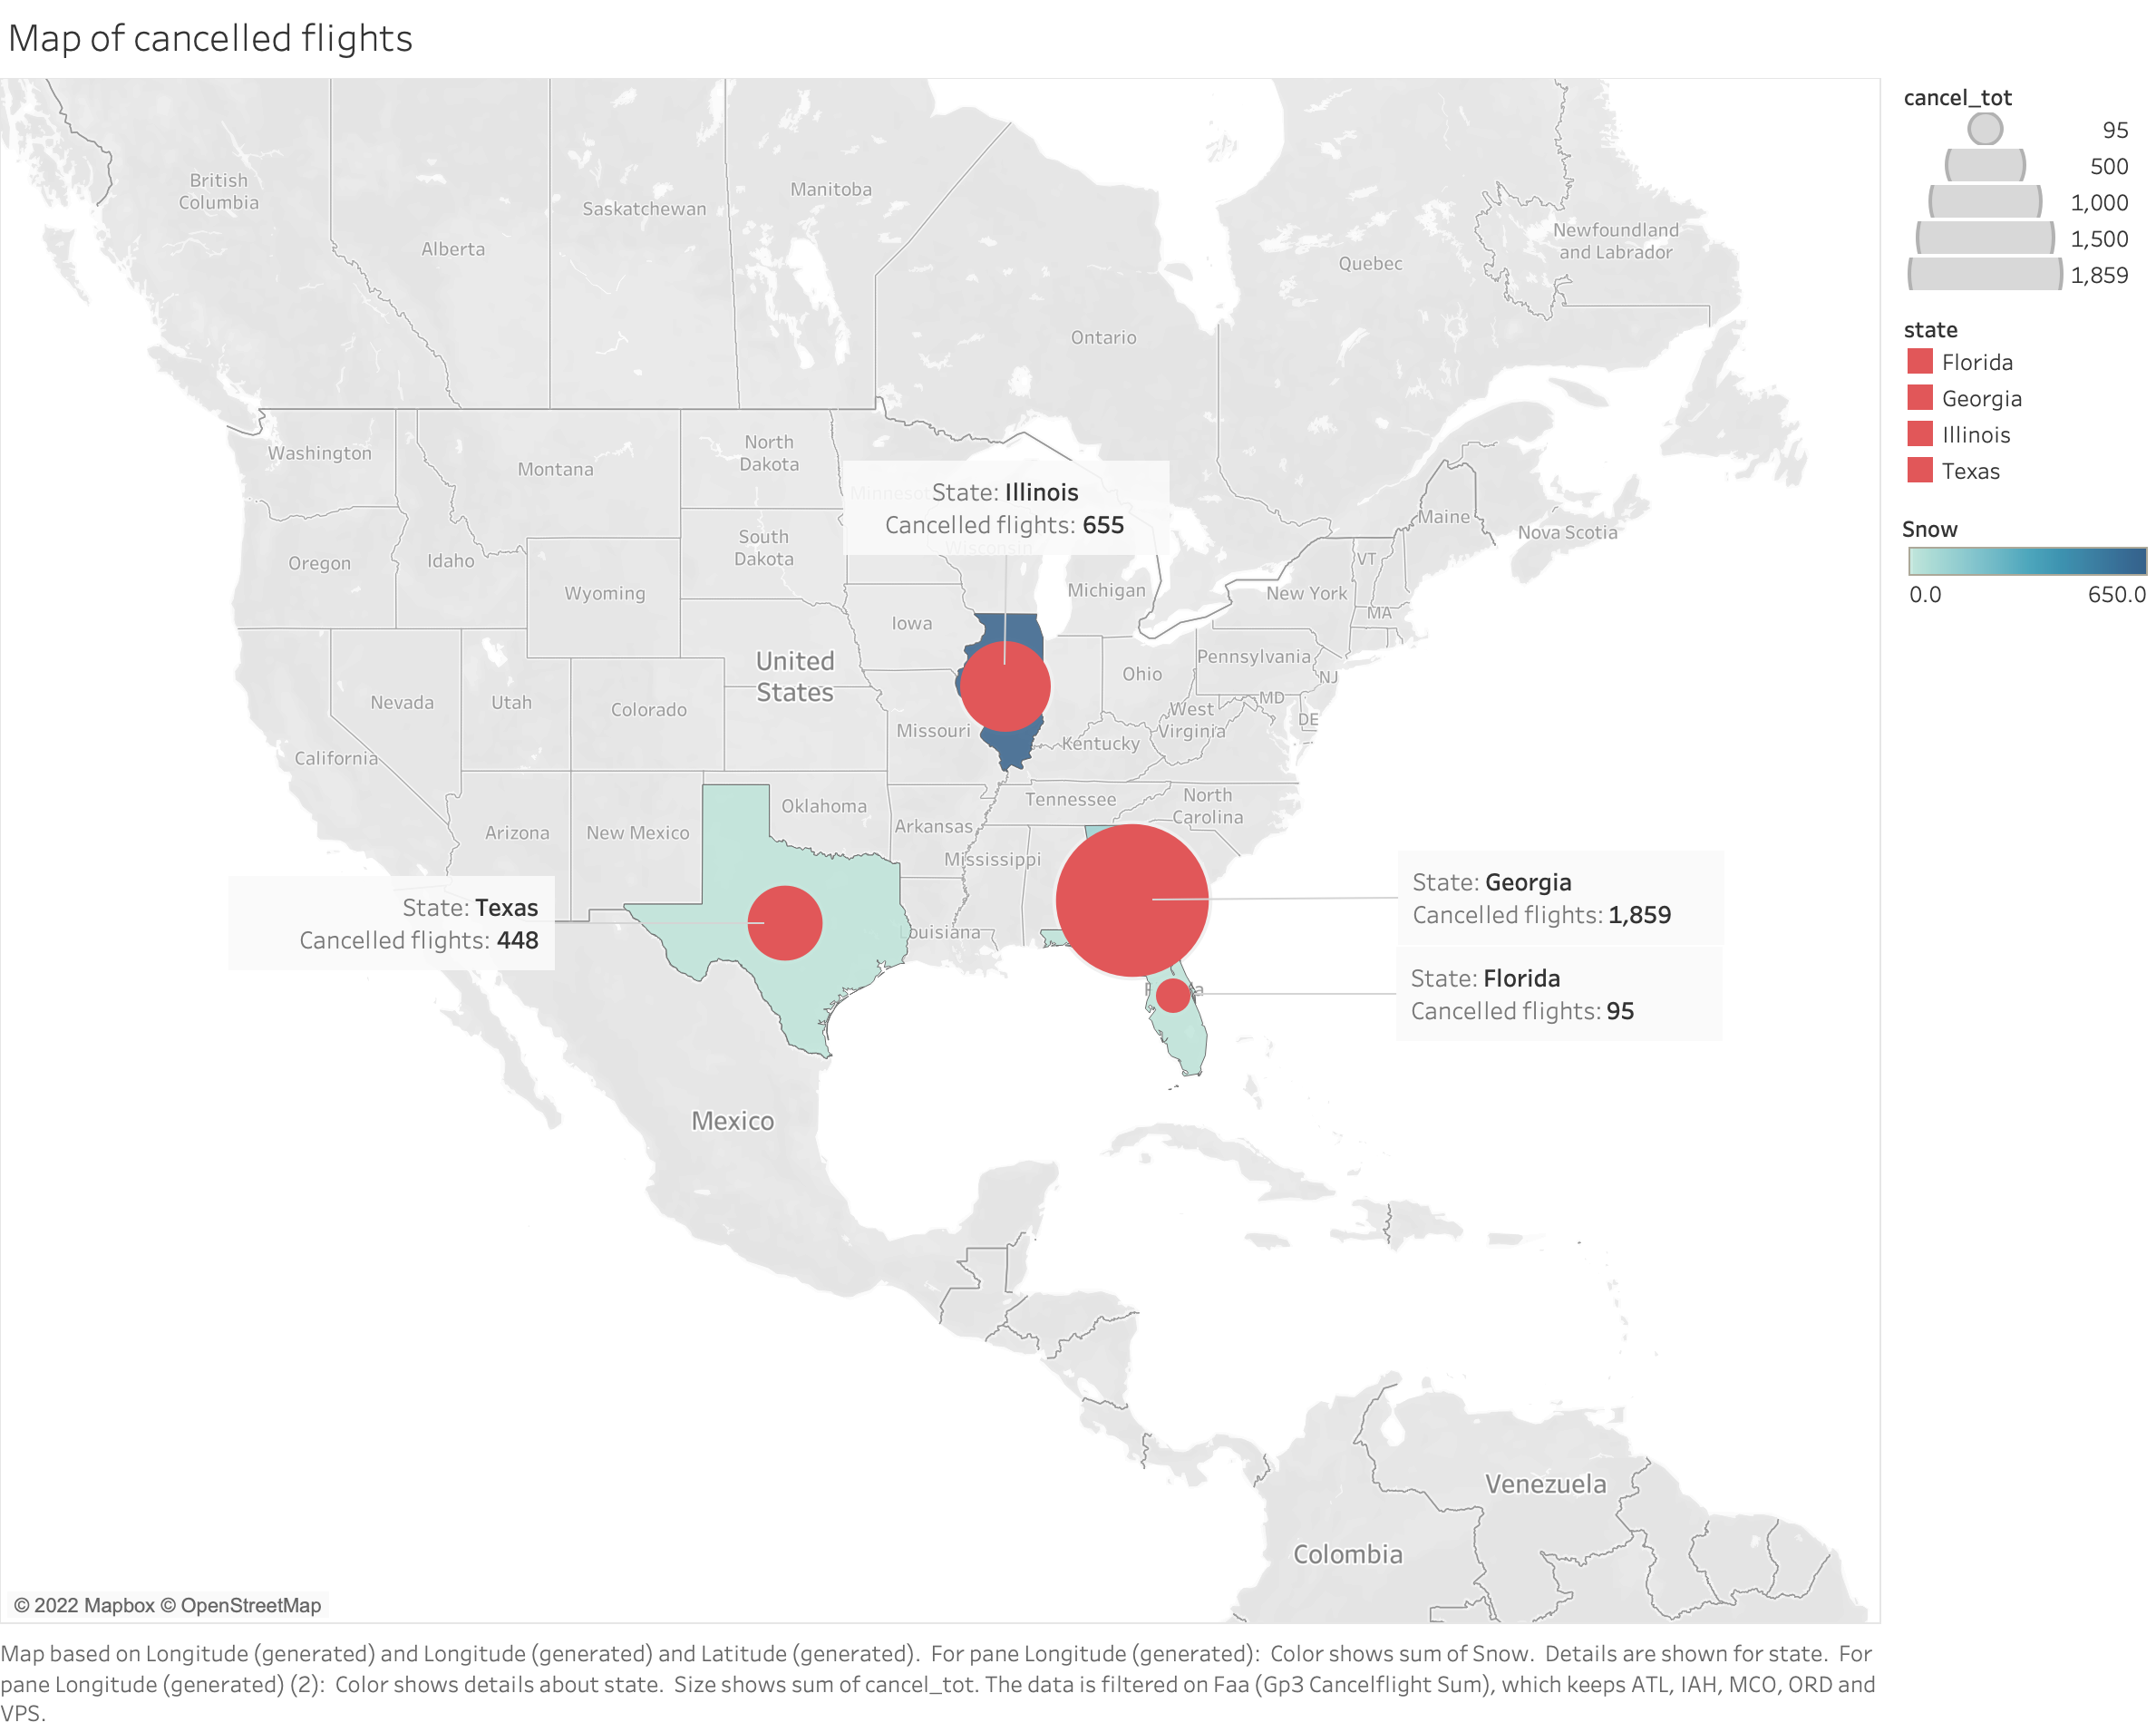 Map of cancelled flights
British
Columbia
Alberta
Saskatchewan
Manitoba
Ontario
Quebec
Newfoundland
and Labrador
Nova Scotia
Washington
Montana
North
Dakota
Minnesot
State: Illinois
Cancelled flights: 655
Wisconsin
Maine
Oregon
Idaho
South
Dakota
Wyoming
Michigan
New York
VT
MA
Iowa
United
States
Nevada
Utah
Colorado
Ohio
Pennsylvania
NJ
MD
DE
West
Virginia
Missouri
Kentucky
California
Oklahoma
Tennessee
North
Carolina
Arizona
New Mexico
Arkansas
Mississippi
Louisiana
State: Texas
Cancelled flights: 448
State: Georgia
Cancelled flights: 1,859
State: Florida
Cancelled flights: 95
Mexico
Venezuela
Colombia
© 2022 Mapbox © OpenStreetMap
cancel_tot
95
500
1,000
1,500
1,859
state
Florida
Georgia
Illinois
Texas
Snow
0.0 650.0
Map based on Longitude (generated) and Longitude (generated) and Latitude (generated). For pane Longitude (generated): Color shows sum of Snow. Details are shown for state. For
pane Longitude (generated) (2): Color shows details about state. Size shows sum of cancel_tot. The data is filtered on Faa (Gp3 Cancelflight Sum), which keeps ATL, IAH, MCO, ORD and
VPS.